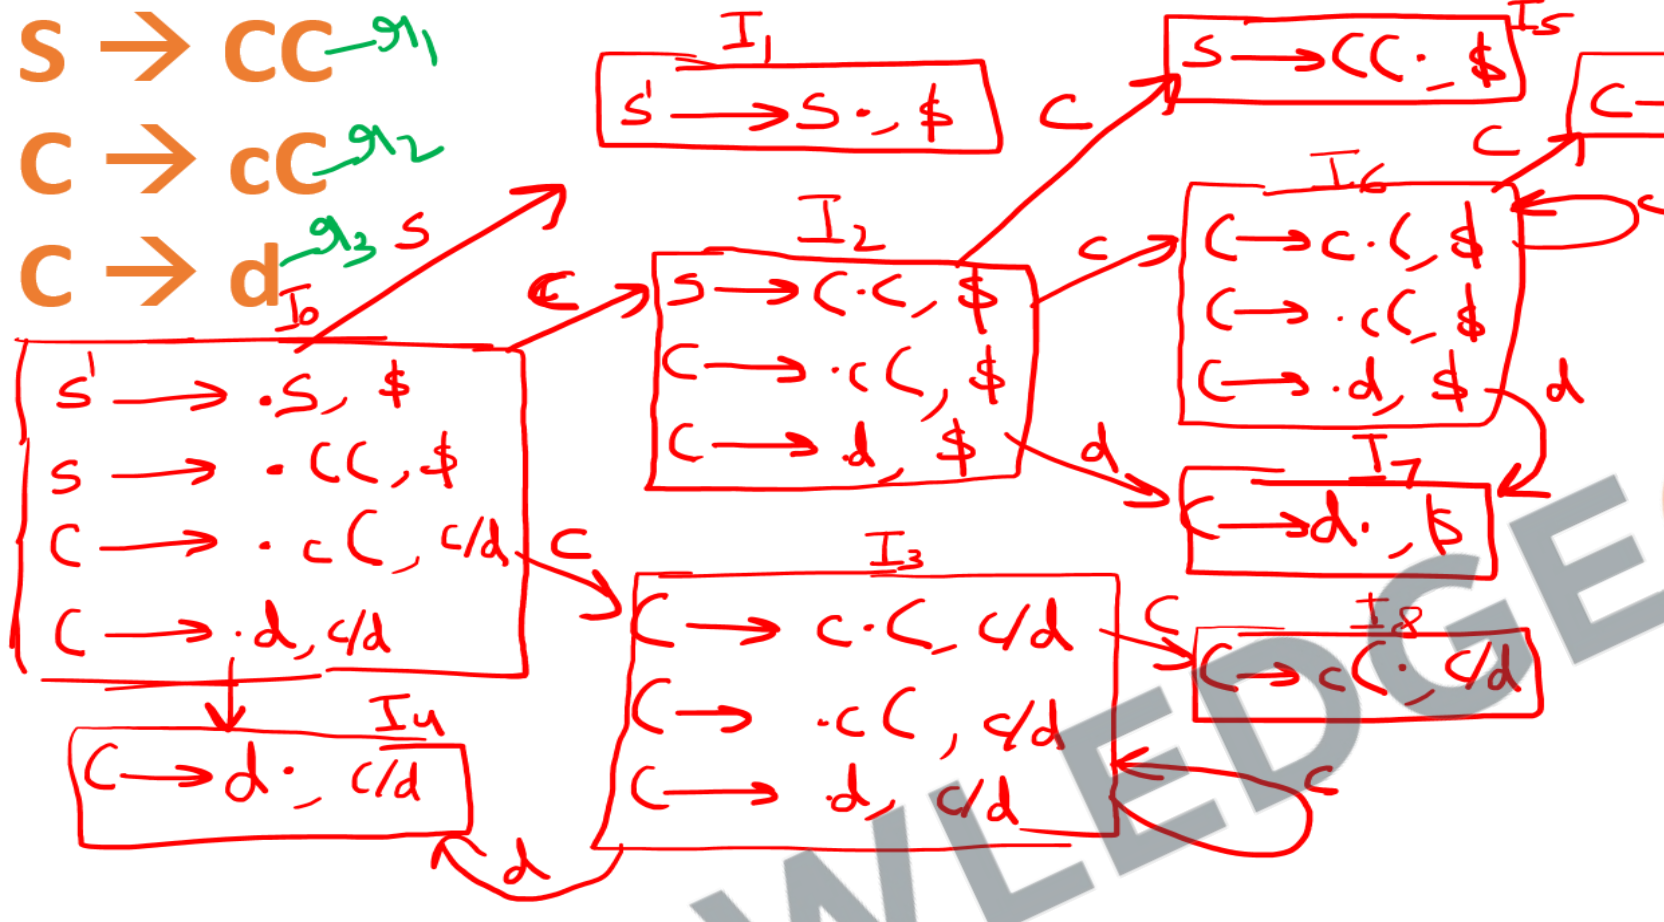 S → CC r1
C → cC r2
C → d r3
I0
S' → .S, $
S → .CC, $
C → .cC, c/d
C → .d, c/d
S
C
c
I1
S' → S., $
I2
S → C.C, $
C → .cC, $
C → .d, $
C
c
d
I3
C → c.C, c/d
C → .cC, c/d
C → .d, c/d
C
c
d
I4
C → d., c/d
I5
S → CC., $
I6
C → c.C, $
C → .cC, $
C → .d, $
C
c
d
C →
I7
C → d., $
I8
C → cC., c/d
WLEDGE